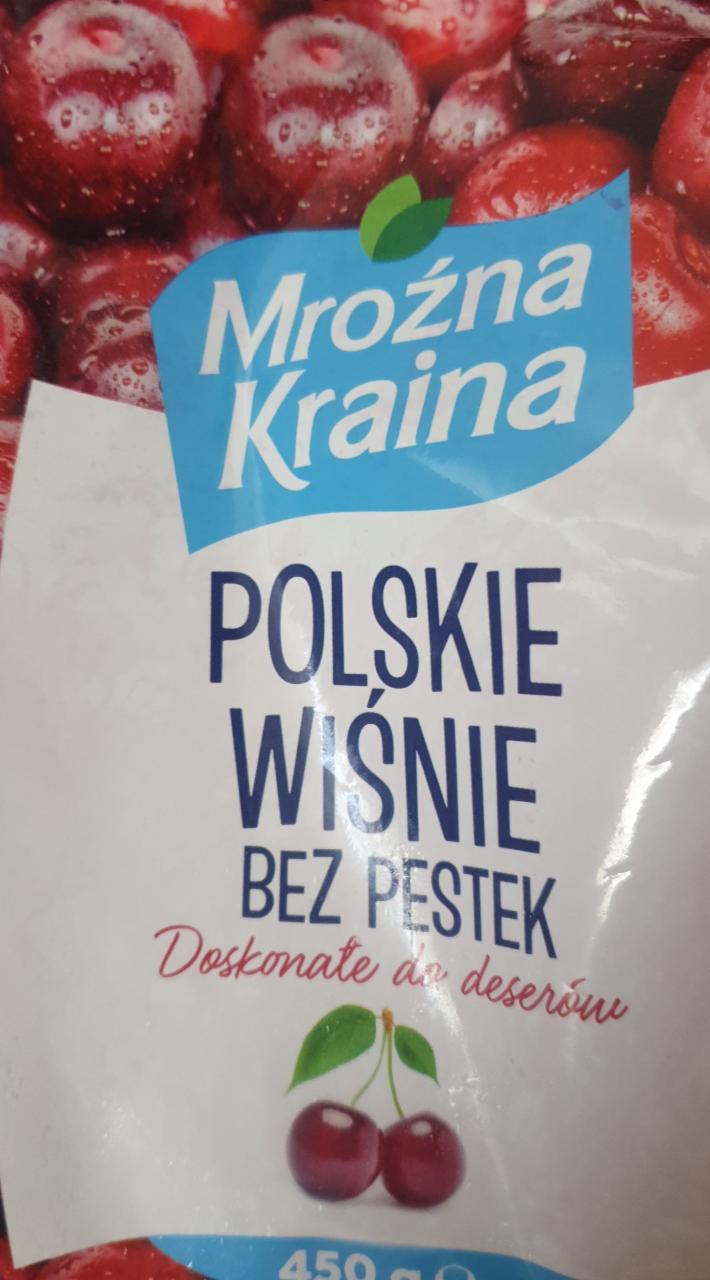 Mroźna
Kraina
POLSKIE
WIŚNIE
BEZ PESTEK
Doskonałe do deserów
450 g ℮